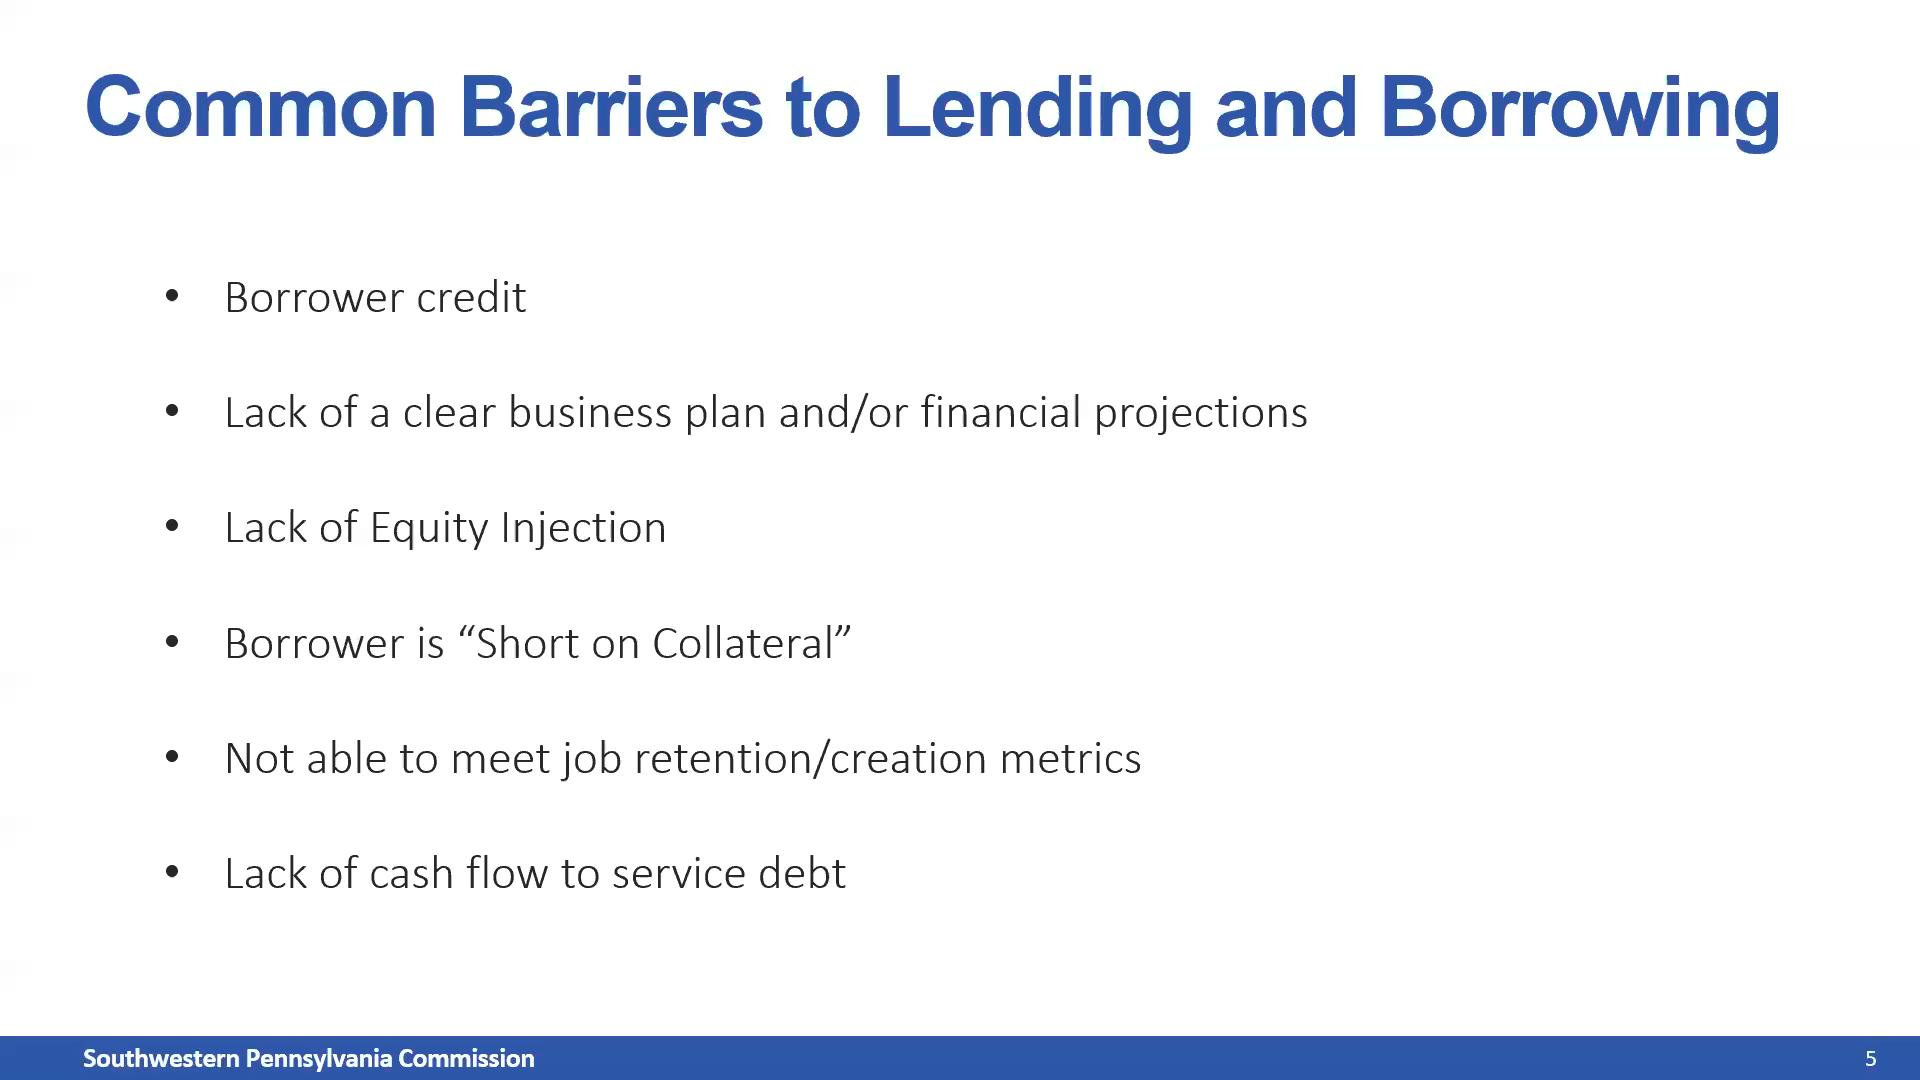 Common Barriers to Lending and Borrowing
• Borrower credit
• Lack of a clear business plan and/or financial projections
• Lack of Equity Injection
• Borrower is “Short on Collateral”
• Not able to meet job retention/creation metrics
• Lack of cash flow to service debt
Southwestern Pennsylvania Commission
5